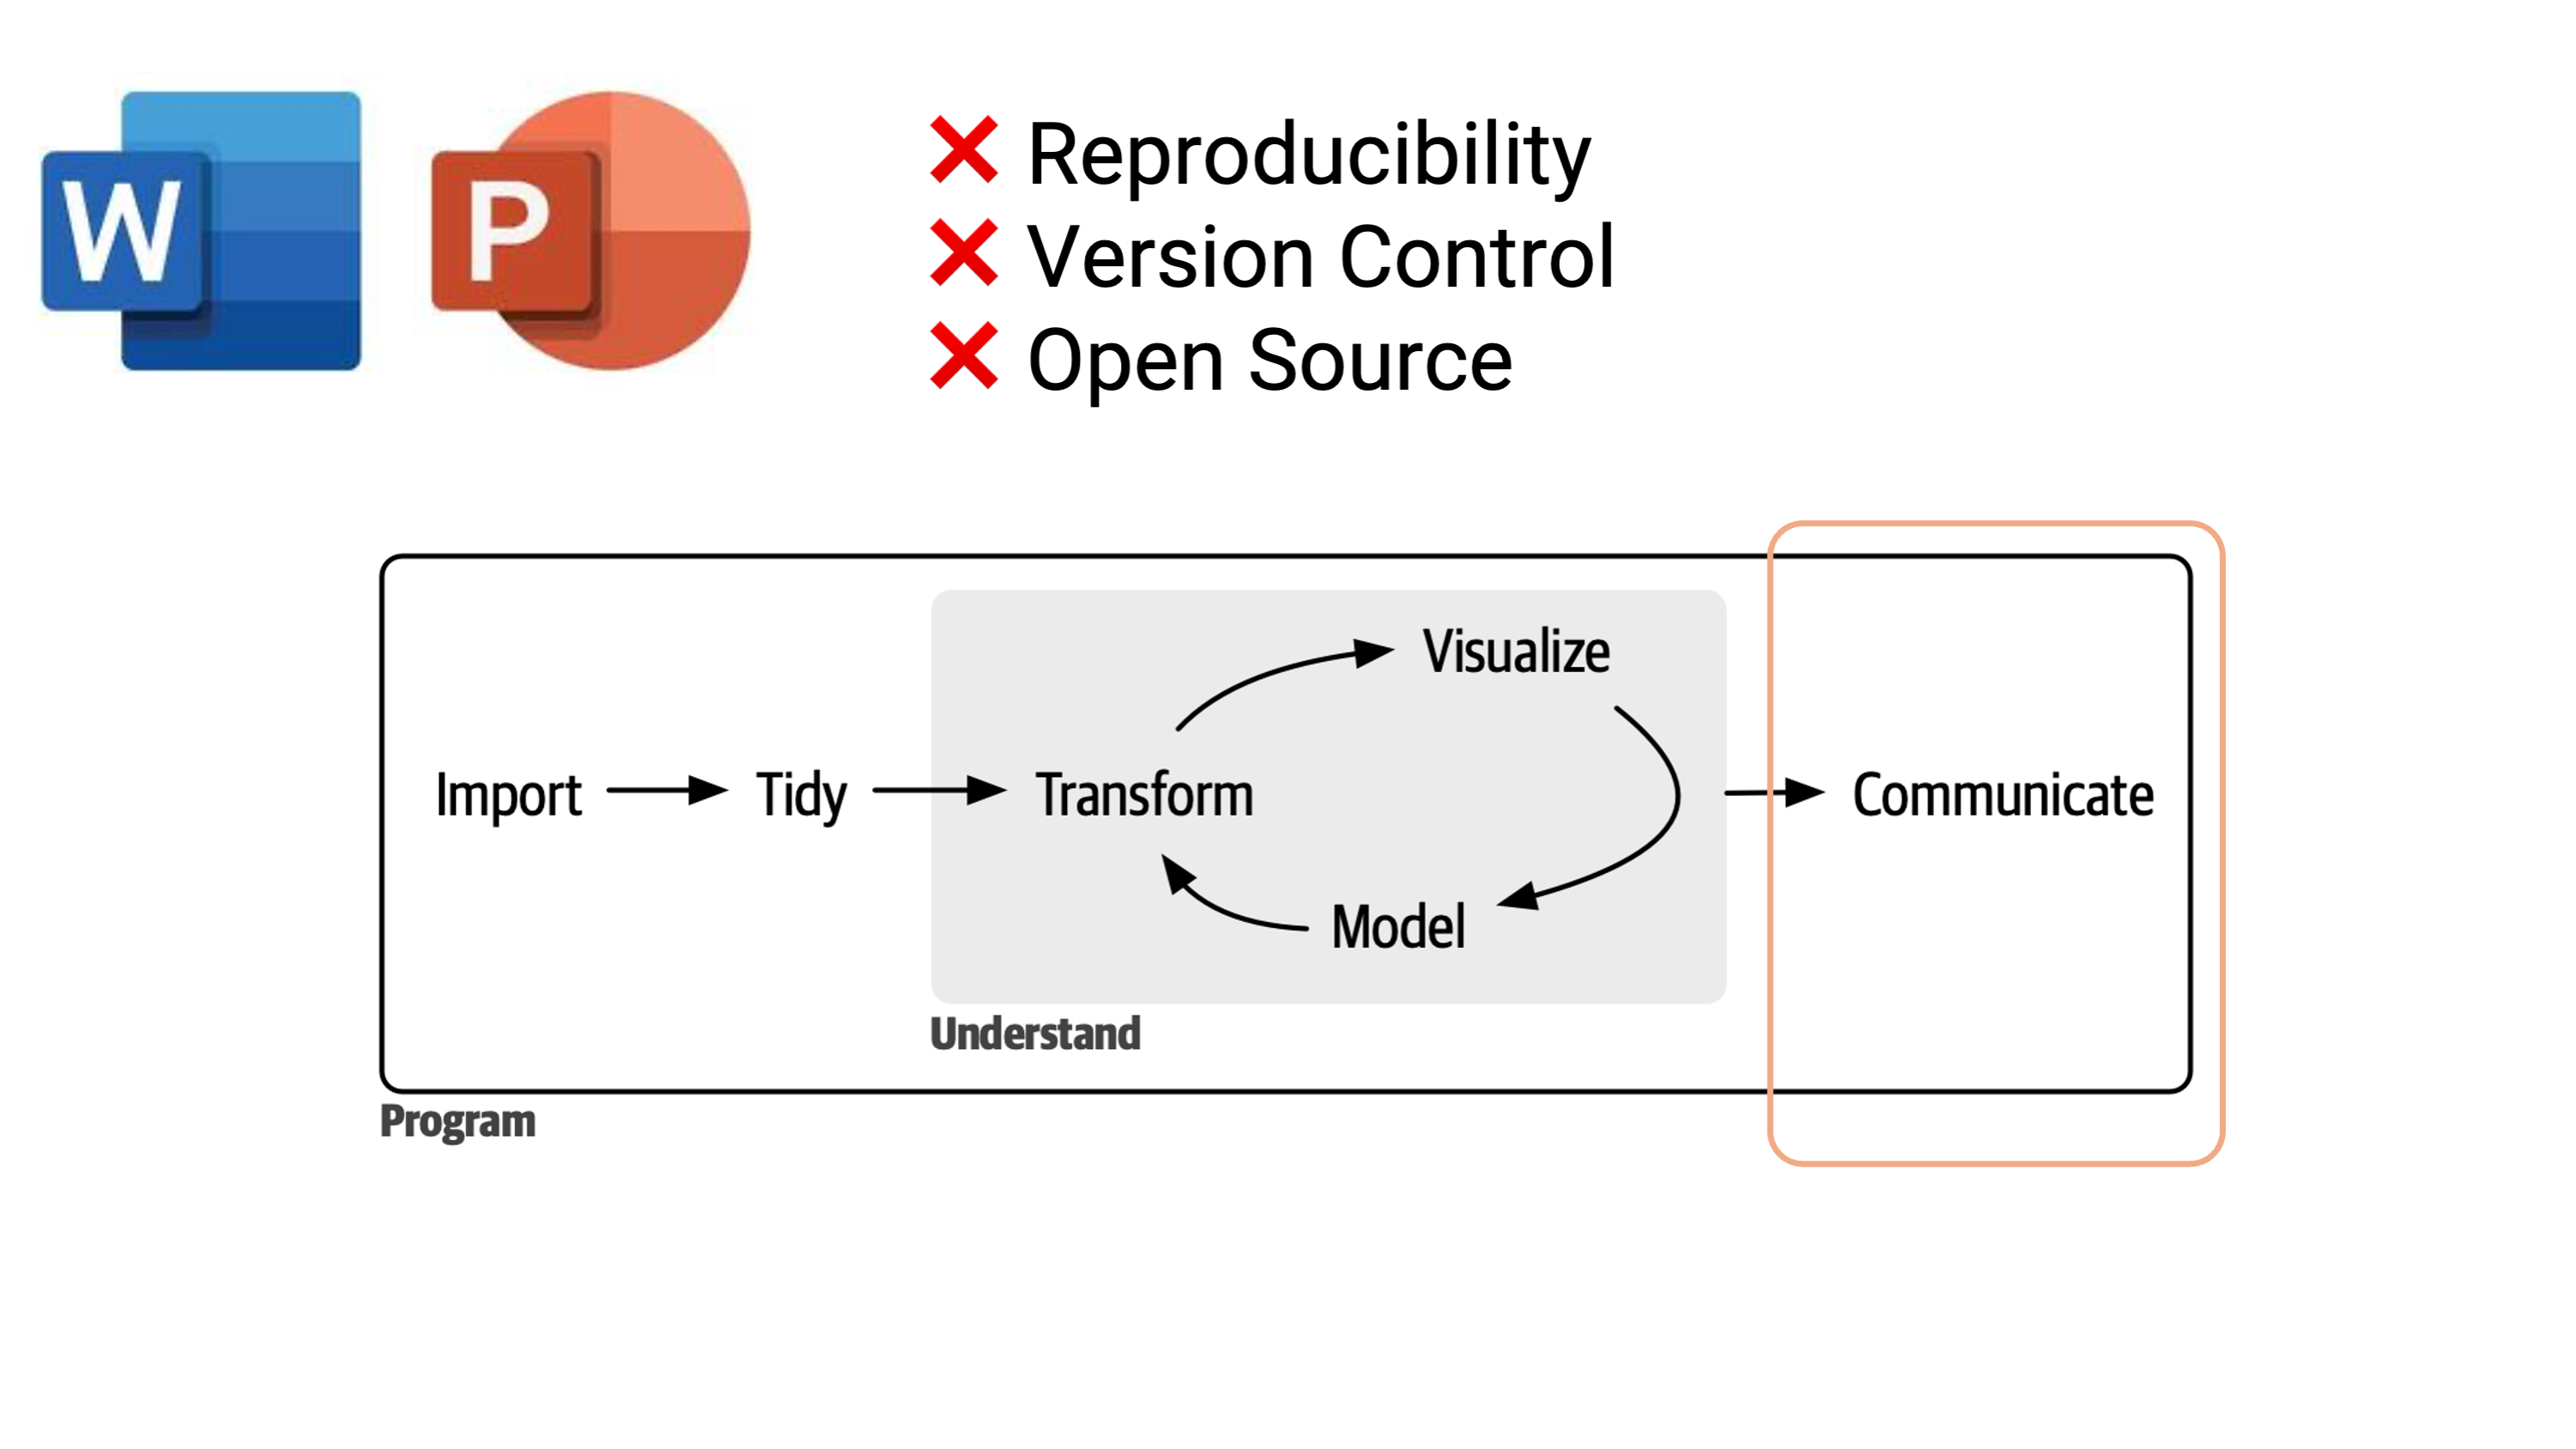 W
P
❌ Reproducibility
❌ Version Control
❌ Open Source
Visualize
Import
Tidy
Transform
Communicate
Model
Understand
Program